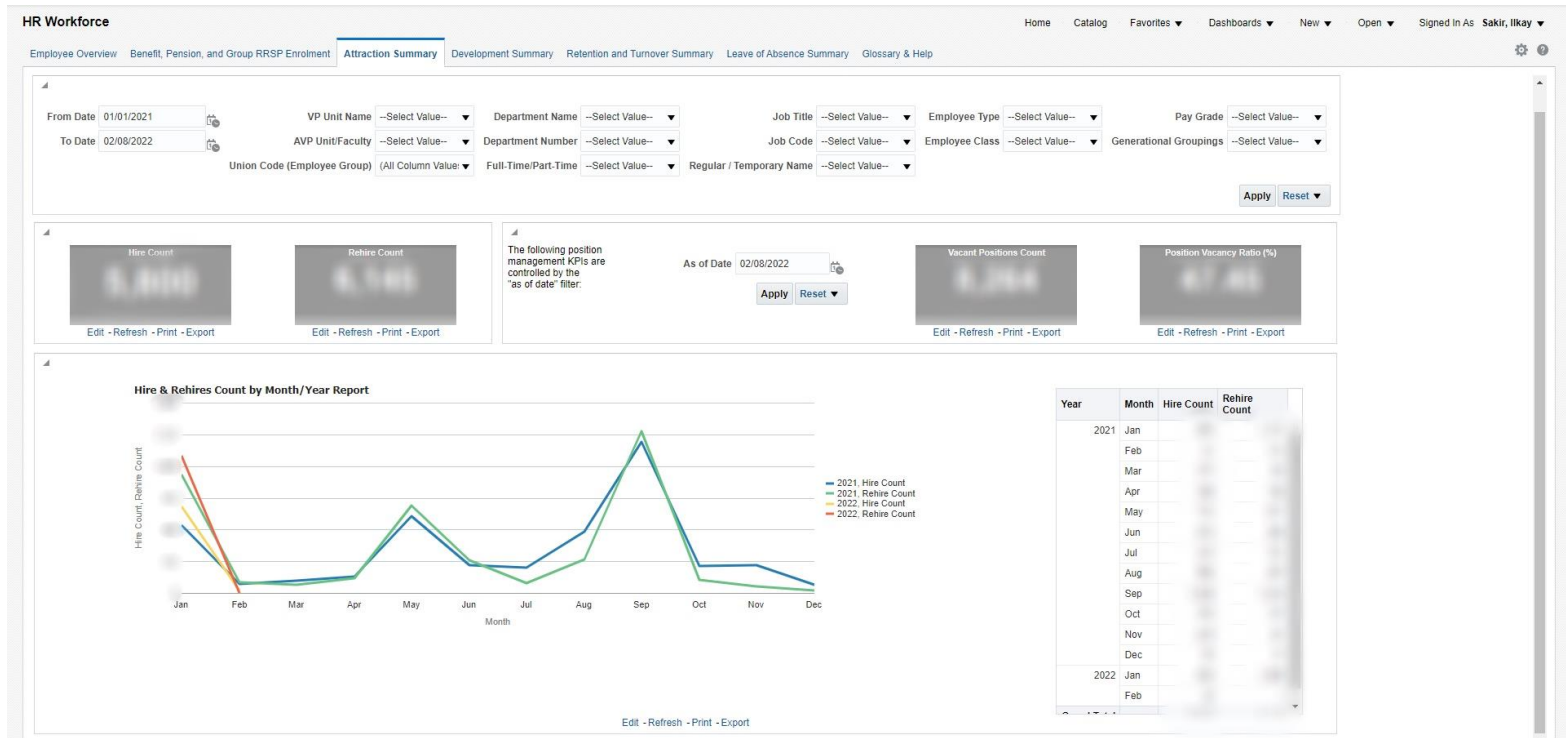 HR Workforce
Home Catalog Favorites Dashboards New Open Signed In As Sakir, Ilkay
Employee Overview Benefit, Pension, and Group RRSP Enrolment Attraction Summary Development Summary Retention and Turnover Summary Leave of Absence Summary Glossary & Help
From Date 01/01/2021 VP Unit Name --Select Value-- Department Name --Select Value-- Job Title --Select Value-- Employee Type --Select Value-- Pay Grade --Select Value--
To Date 02/08/2022 AVP Unit/Faculty --Select Value-- Department Number --Select Value-- Job Code --Select Value-- Employee Class --Select Value-- Generational Groupings --Select Value--
Union Code (Employee Group) (All Column Value: Full-Time/Part-Time --Select Value-- Regular / Temporary Name --Select Value--
Apply Reset
Hire Count
Edit - Refresh - Print - Export
Rehire Count
Edit - Refresh - Print - Export
The following position
management KPIs are
controlled by the
"as of date" filter:
As of Date 02/08/2022
Apply Reset
Vacant Positions Count
Edit - Refresh - Print - Export
Position Vacancy Ratio (%)
Edit - Refresh - Print - Export
Hire & Rehires Count by Month/Year Report
Hire Count, Rehire Count
Jan Feb Mar Apr May Jun Jul Aug Sep Oct Nov Dec
Month
2021, Hire Count
2021, Rehire Count
2022, Hire Count
2022, Rehire Count
Year Month Hire Count Rehire Count
2021 Jan
Feb
Mar
Apr
May
Jun
Jul
Aug
Sep
Oct
Nov
Dec
2022 Jan
Feb
Edit - Refresh - Print - Export